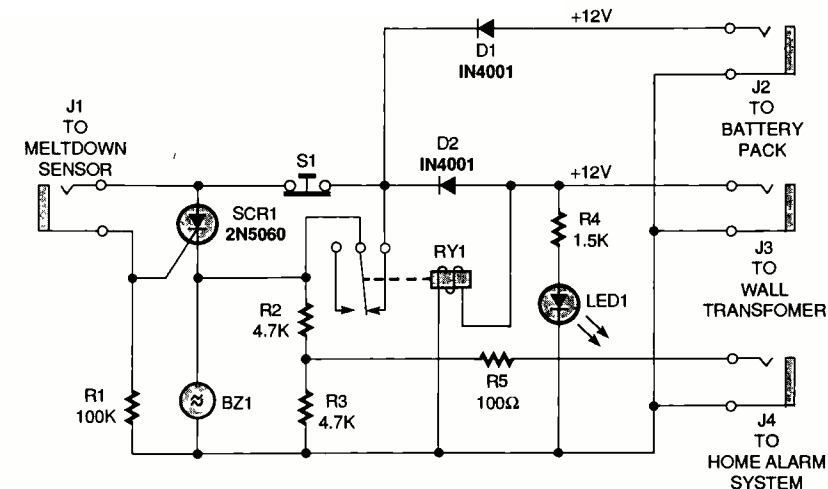 +12V
D1
IN4001
J2
TO
BATTERY
PACK
J1
TO
MELTDOWN
SENSOR
S1
D2
IN4001
+12V
SCR1
2N5060
R4
1.5K
RY1
J3
TO
WALL
TRANSFOMER
LED1
R2
4.7K
R5
100Ω
R1
100K
BZ1
R3
4.7K
J4
TO
HOME ALARM
SYSTEM